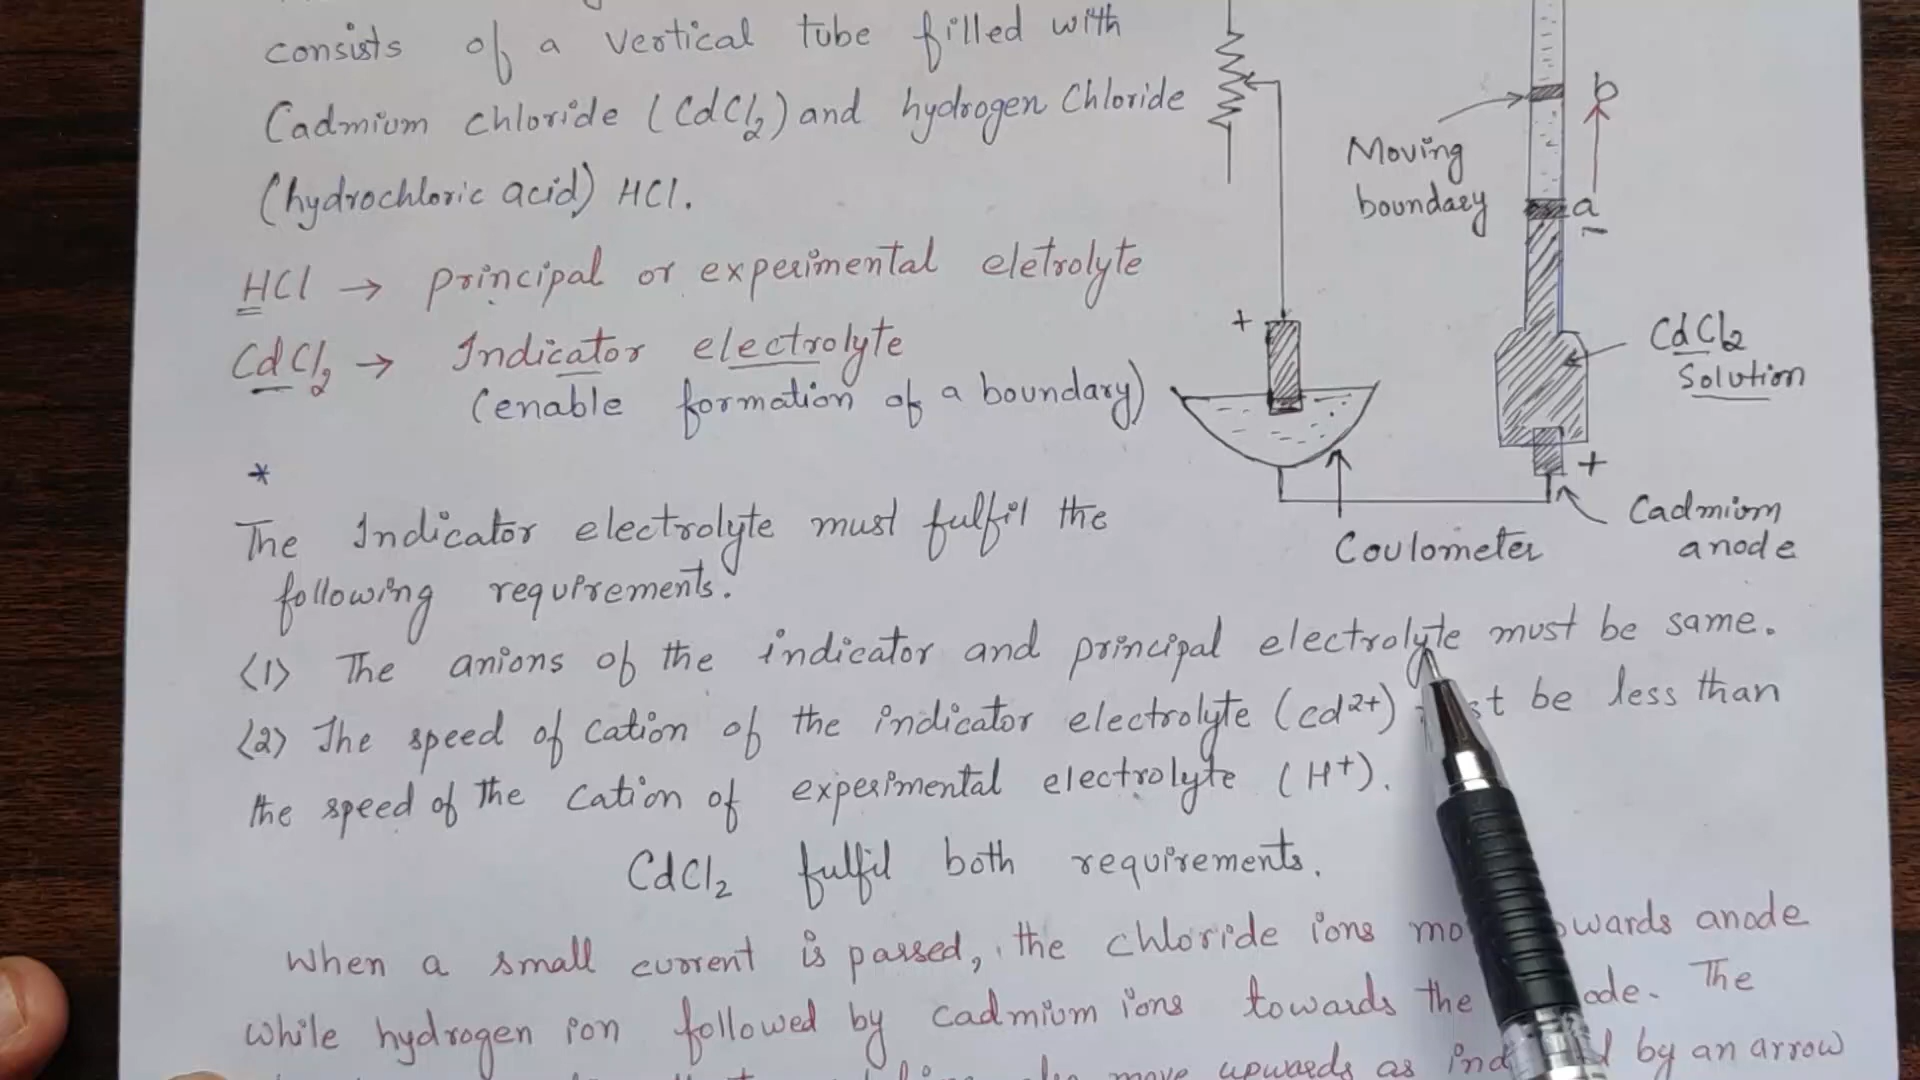 consists of a vertical tube filled with
Cadmium chloride (CdCl2) and hydrogen Chloride
(hydrochloric acid) HCl.
HCl → principal or experimental eletrolyte
CdCl2 → Indicator electrolyte
(enable formation of a boundary)
*
The Indicator electrolyte must fulfil the
following requirements.
(1) The anions of the indicator and principal electrolyte must be same.
(2) The speed of cation of the indicator electrolyte (cd2+) be less than
the speed of the cation of experimental electrolyte (H+).
CdCl2 fulfil both requirements.
When a small current is passed, the chloride ions anode
while hydrogen ion followed by cadmium ions towards the The
move upwards as by an arrow
b
Moving
boundary
a
-
+
CdCl2
Solution
+
Cadmium
anode
Coulometer